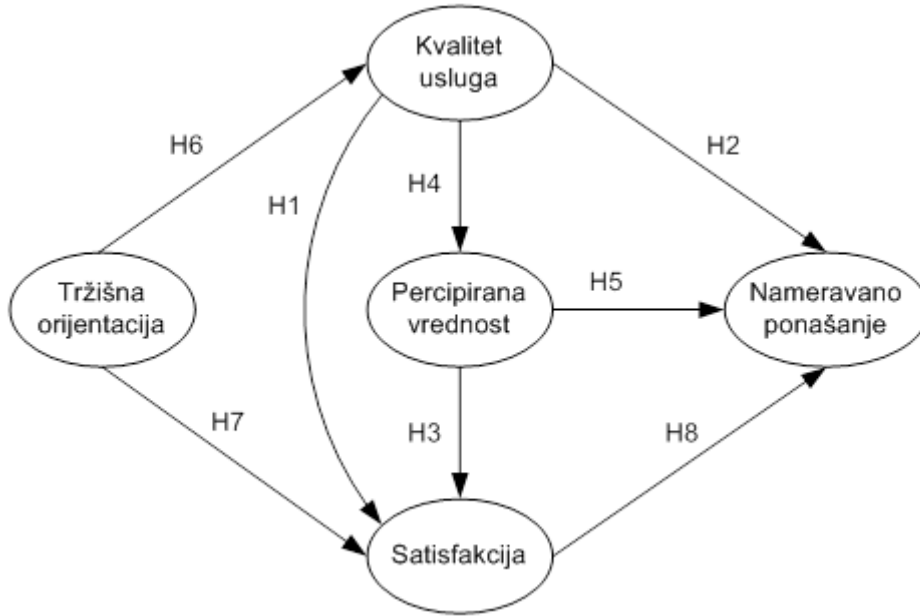 Kvalitet
usluga
H6
H2
H1
H4
Tržišna
orijentacija
Percipirana
vrednost
H5
Nameravano
ponašanje
H7
H3
H8
Satisfakcija